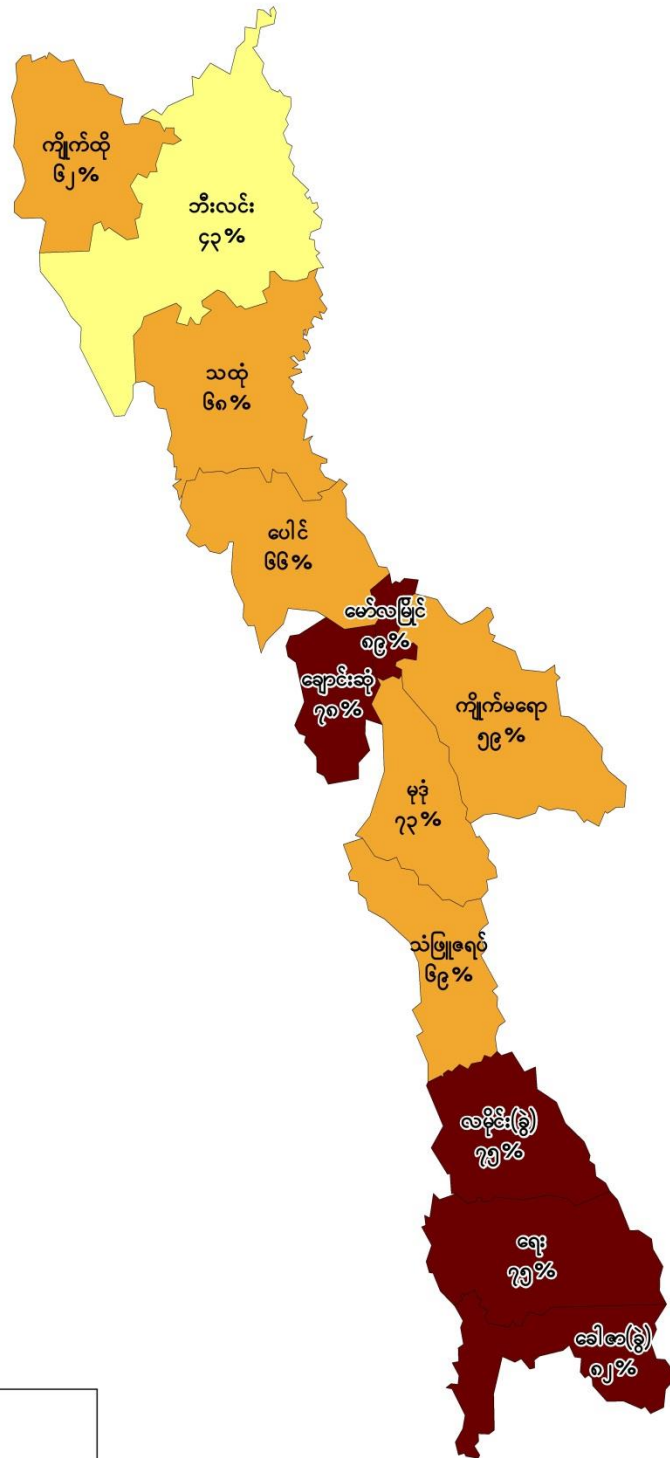 ကျိုက်ထို
၆၂%
ဘီးလင်း
၄၃%
သထုံ
၆၈%
ပေါင်
၆၆%
မော်လမြိုင်
၈၉%
ချောင်းဆုံ
၇၈%
ကျိုက်မရော
၅၉%
မုဒုံ
၇၃%
သံဖြူဇရပ်
၆၉%
လမိုင်း(ခွဲ)
၇၅%
ရေး
၇၅%
ခေါဇာ(ခွဲ)
၈၂%